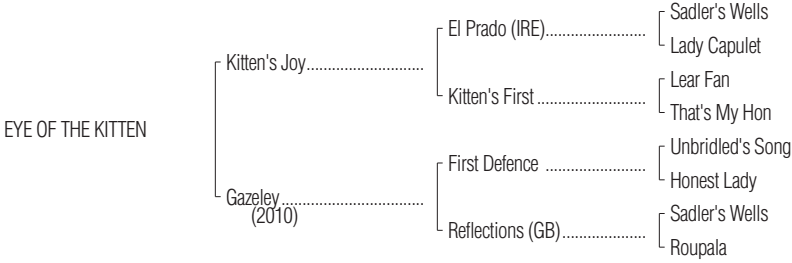 Sadler's Wells
El Prado (IRE)........................
Lady Capulet
Kitten's Joy............................
Lear Fan
Kitten's First ..........................
That's My Hon
EYE OF THE KITTEN
Unbridled's Song
First Defence ........................
Honest Lady
Gazeley..................................
(2010)
Sadler's Wells
Reflections (GB)....................
Roupala